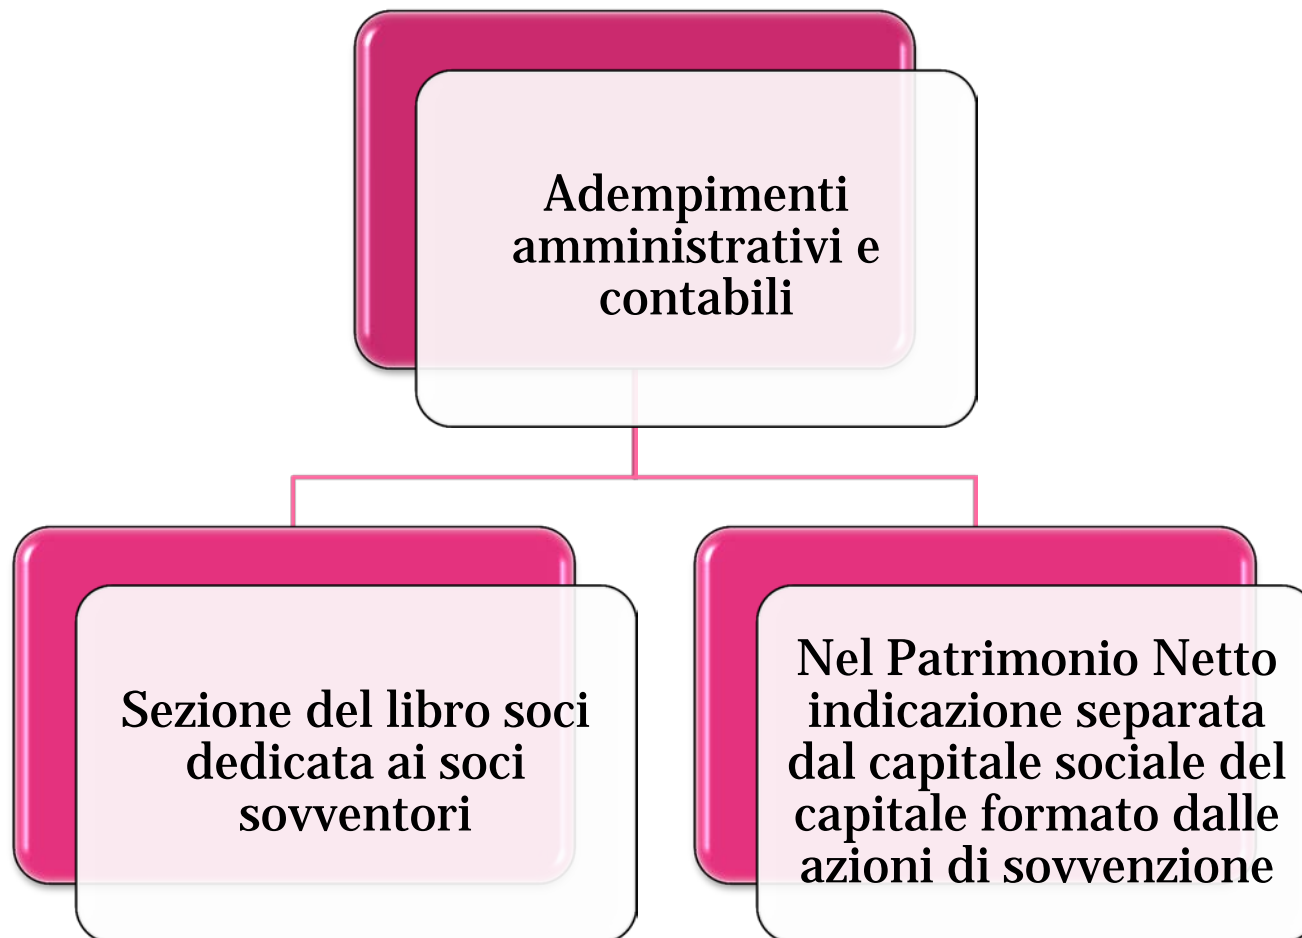 Adempimenti
amministrativi e
contabili
Sezione del libro soci
dedicata ai soci
sovventori
Nel Patrimonio Netto
indicazione separata
dal capitale sociale del
capitale formato dalle
azioni di sovvenzione